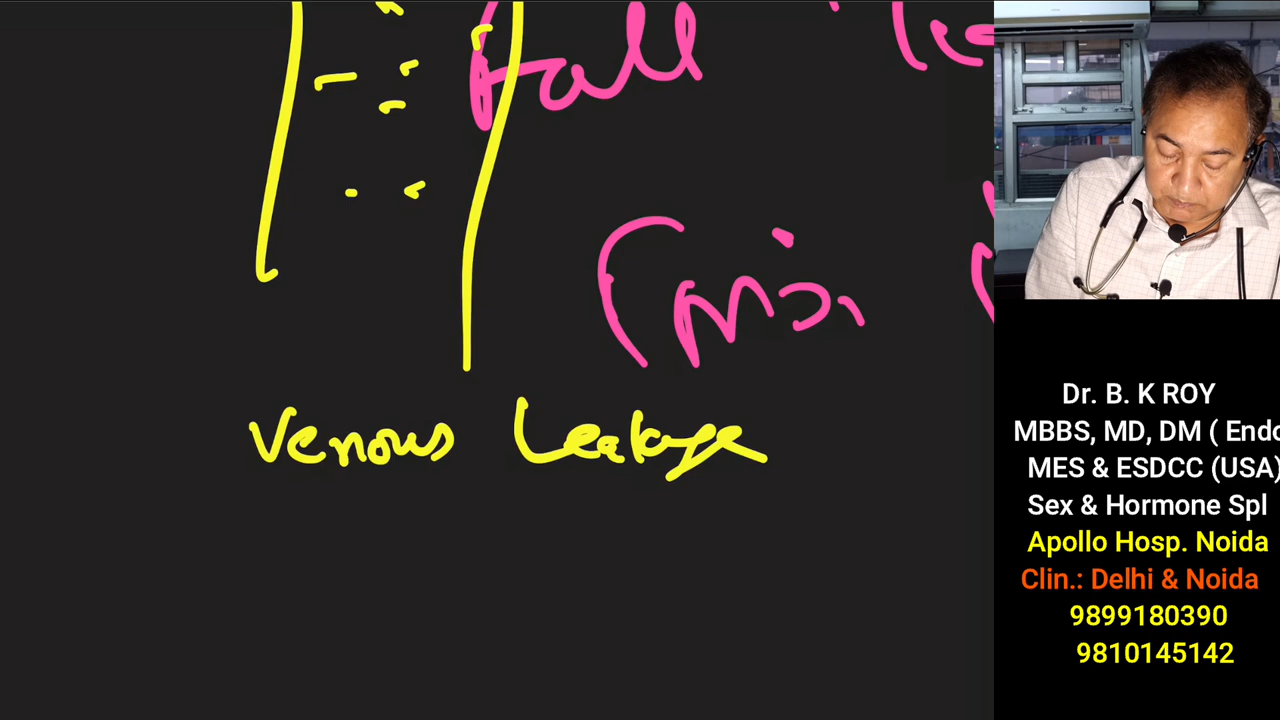 fall
Venous Leakage
Dr. B. K ROY
MBBS, MD, DM ( Endo
MES & ESDCC (USA)
Sex & Hormone Spl
Apollo Hosp. Noida
Clin.: Delhi & Noida
9899180390
9810145142